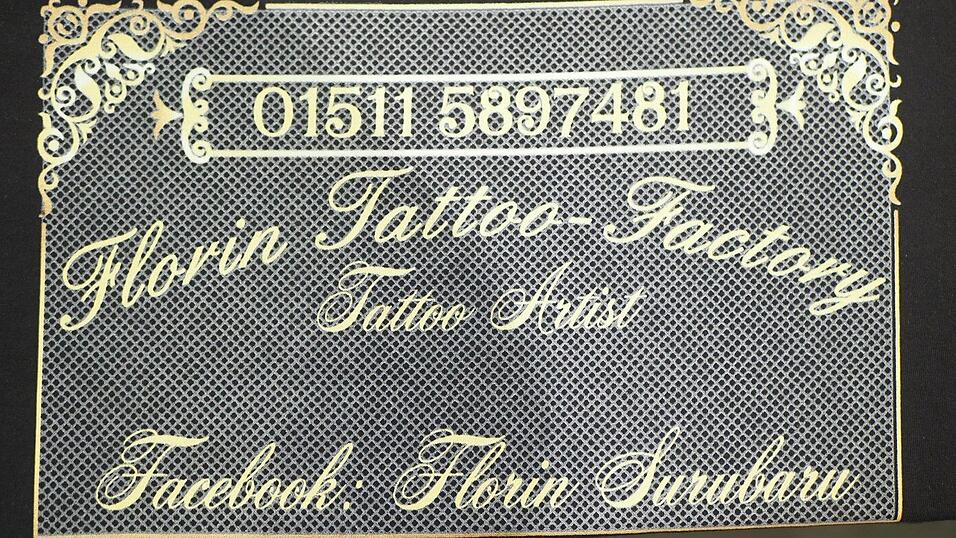 01511 5897481
Florin Tattoo-Factory
Tattoo Artist
Facebook: Florin Surubaru